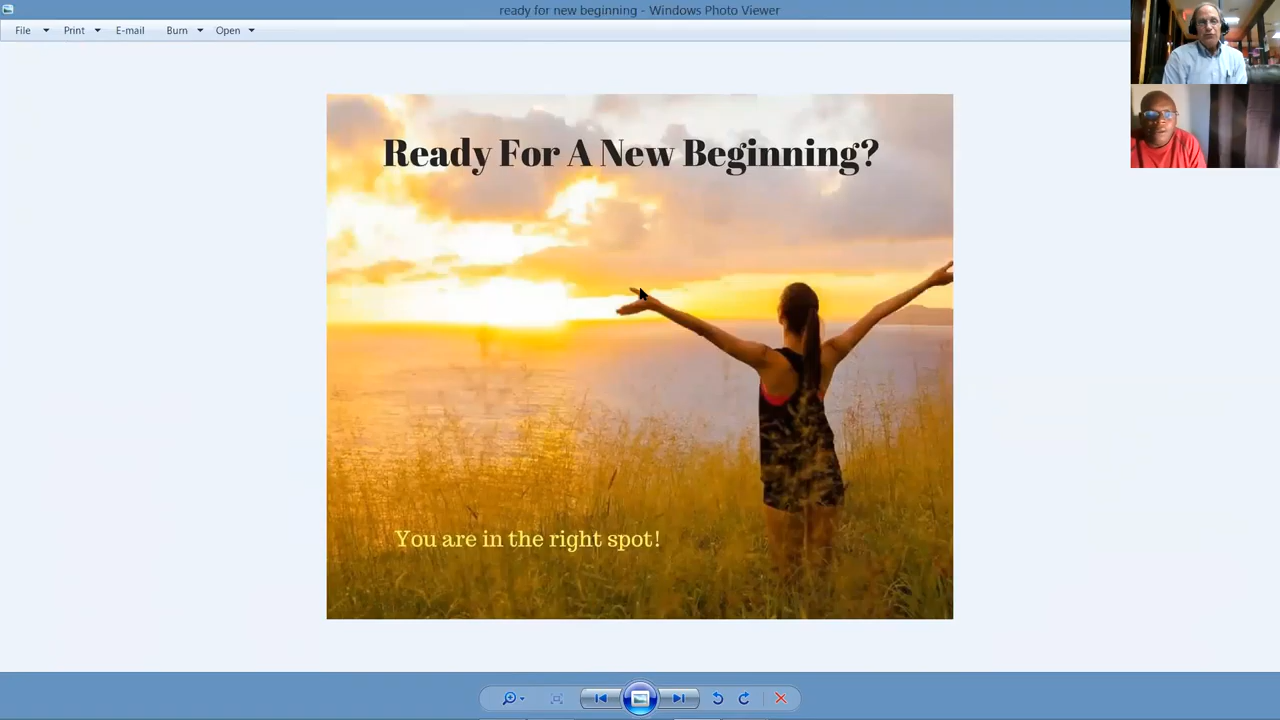 ready for new beginning - Windows Photo Viewer
File Print E-mail Burn Open
Ready For A New Beginning?
You are in the right spot!